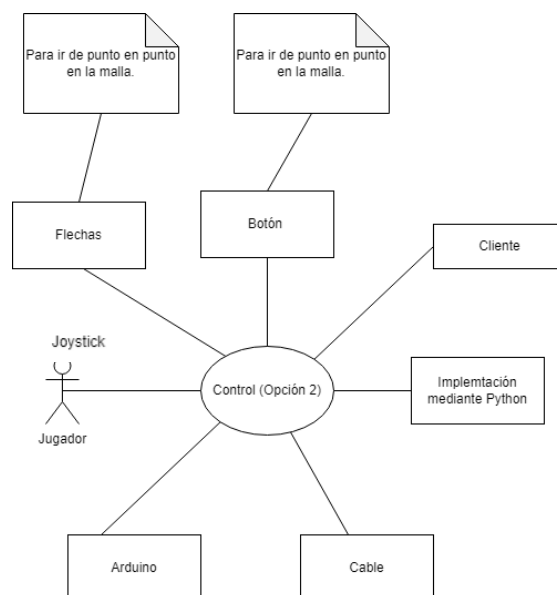 Para ir de punto en punto
en la malla.
Para ir de punto en punto
en la malla.
Flechas
Botón
Cliente
Joystick
Control (Opción 2)
Implemtación
mediante Python
Jugador
Arduino
Cable